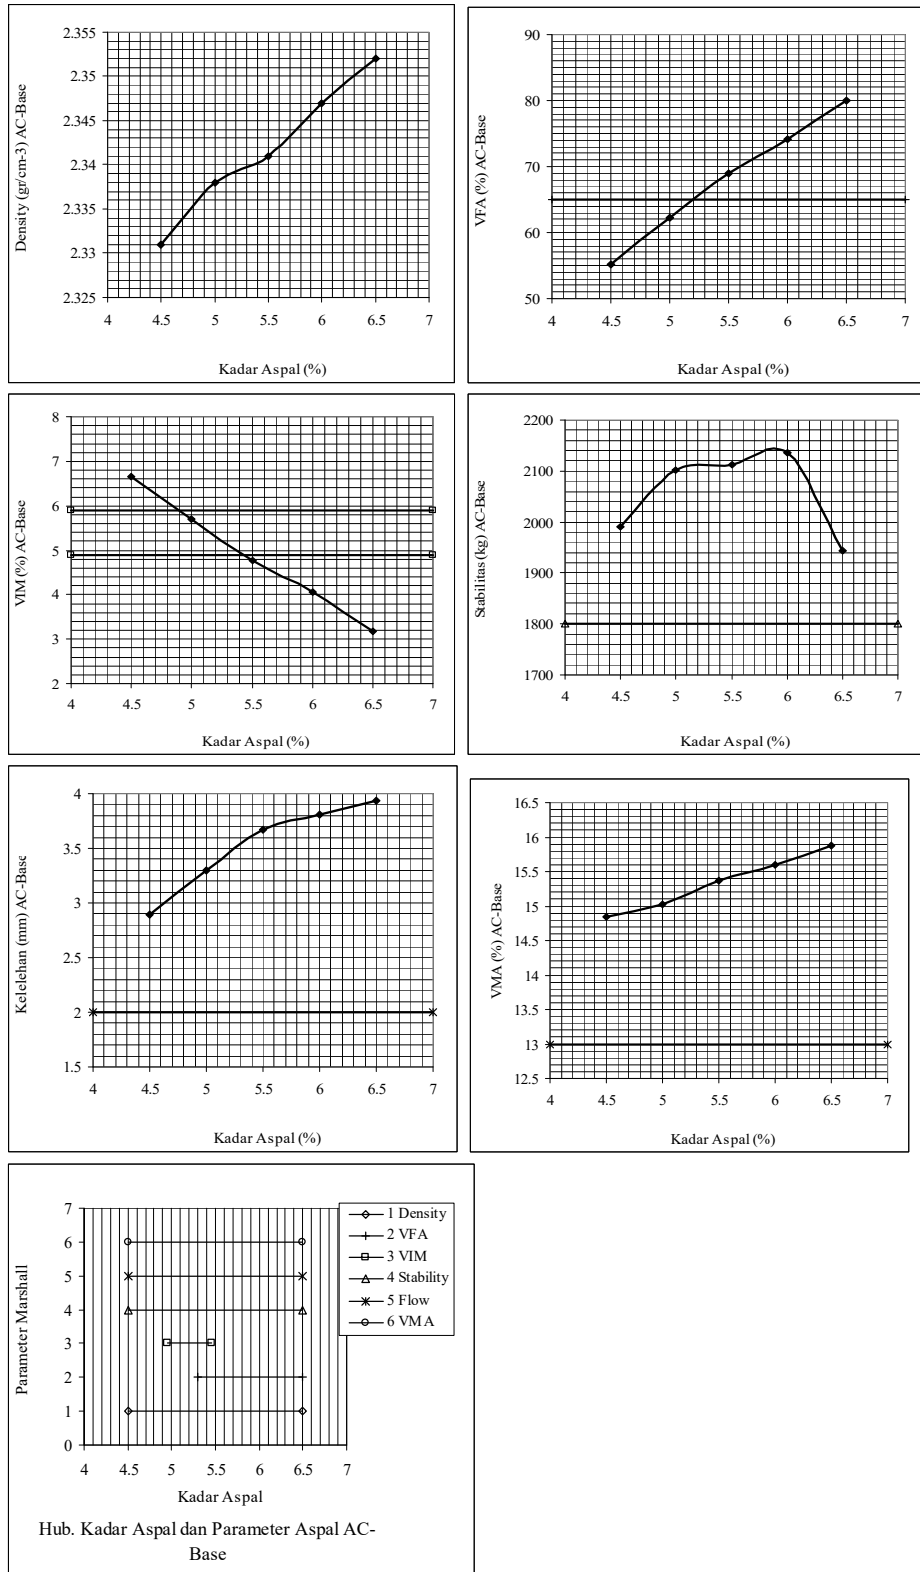 Density (gr/cm-3) AC-Base
2.355
2.35
2.345
2.34
2.335
2.33
2.325
4 4.5 5 5.5 6 6.5 7
Kadar Aspal (%)
VFA (%) AC-Base
90
80
70
60
50
4 4.5 5 5.5 6 6.5 7
Kadar Aspal (%)
VIM (%) AC-Base
8
7
6
5
4
3
2
4 4.5 5 5.5 6 6.5 7
Kadar Aspal (%)
Stabilitas (kg) AC-Base
2200
2100
2000
1900
1800
1700
4 4.5 5 5.5 6 6.5 7
Kadar Aspal (%)
Kelelehan (mm) AC-Base
4
3.5
3
2.5
2
1.5
4 4.5 5 5.5 6 6.5 7
Kadar Aspal (%)
VMA (%) AC-Base
16.5
16
15.5
15
14.5
14
13.5
13
12.5
4 4.5 5 5.5 6 6.5 7
Kadar Aspal (%)
Parameter Marshall
7
6
5
4
3
2
1
0
4 4.5 5 5.5 6 6.5 7
Kadar Aspal
1 Density
2 VFA
3 VIM
4 Stability
5 Flow
6 VMA
Hub. Kadar Aspal dan Parameter Aspal AC-
Base